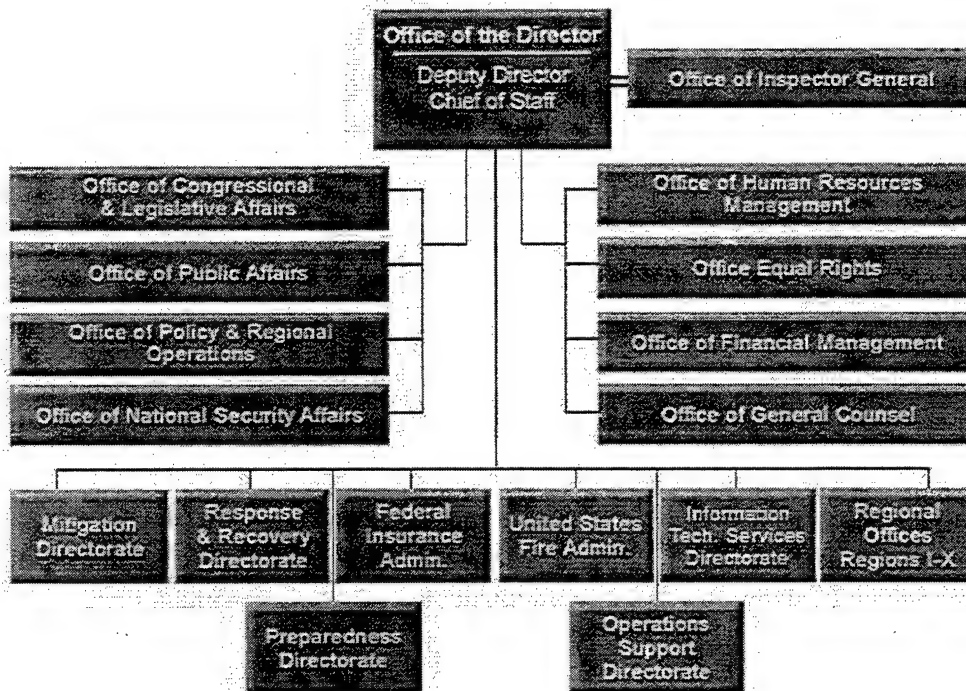 Office of the Director
Deputy Director
Chief of Staff
Office of Inspector General
Office of Congressional
& Legislative Affairs
Office of Public Affairs
Office of Policy & Regional
Operations
Office of National Security Affairs
Office of Human Resources
Management
Office Equal Rights
Office of Financial Management
Office of General Counsel
Mitigation
Directorate
Response
& Recovery
Directorate
Federal
Insurance
Admin.
United States
Fire Admin.
Information
Tech. Services
Directorate
Regional
Offices
Regions I-X
Preparedness
Directorate
Operations
Support
Directorate